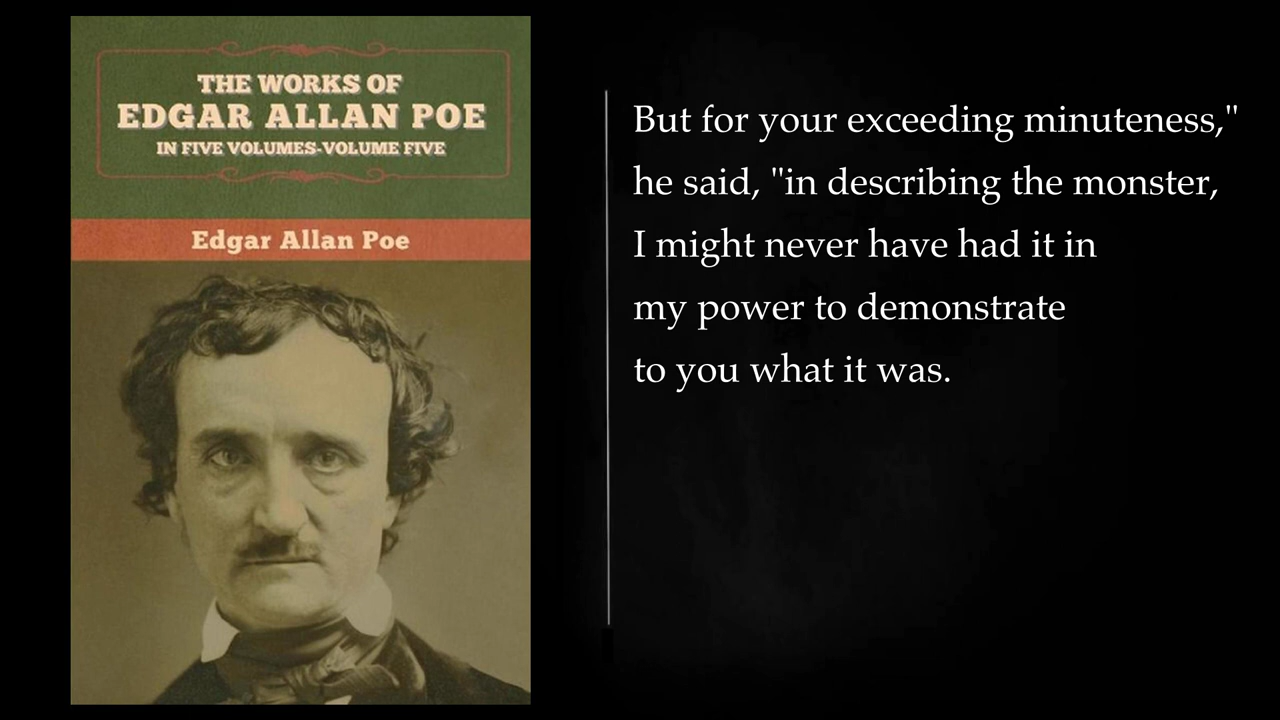 THE WORKS OF
EDGAR ALLAN POE
IN FIVE VOLUMES-VOLUME FIVE
Edgar Allan Poe
But for your exceeding minuteness,"
he said, "in describing the monster,
I might never have had it in
my power to demonstrate
to you what it was.